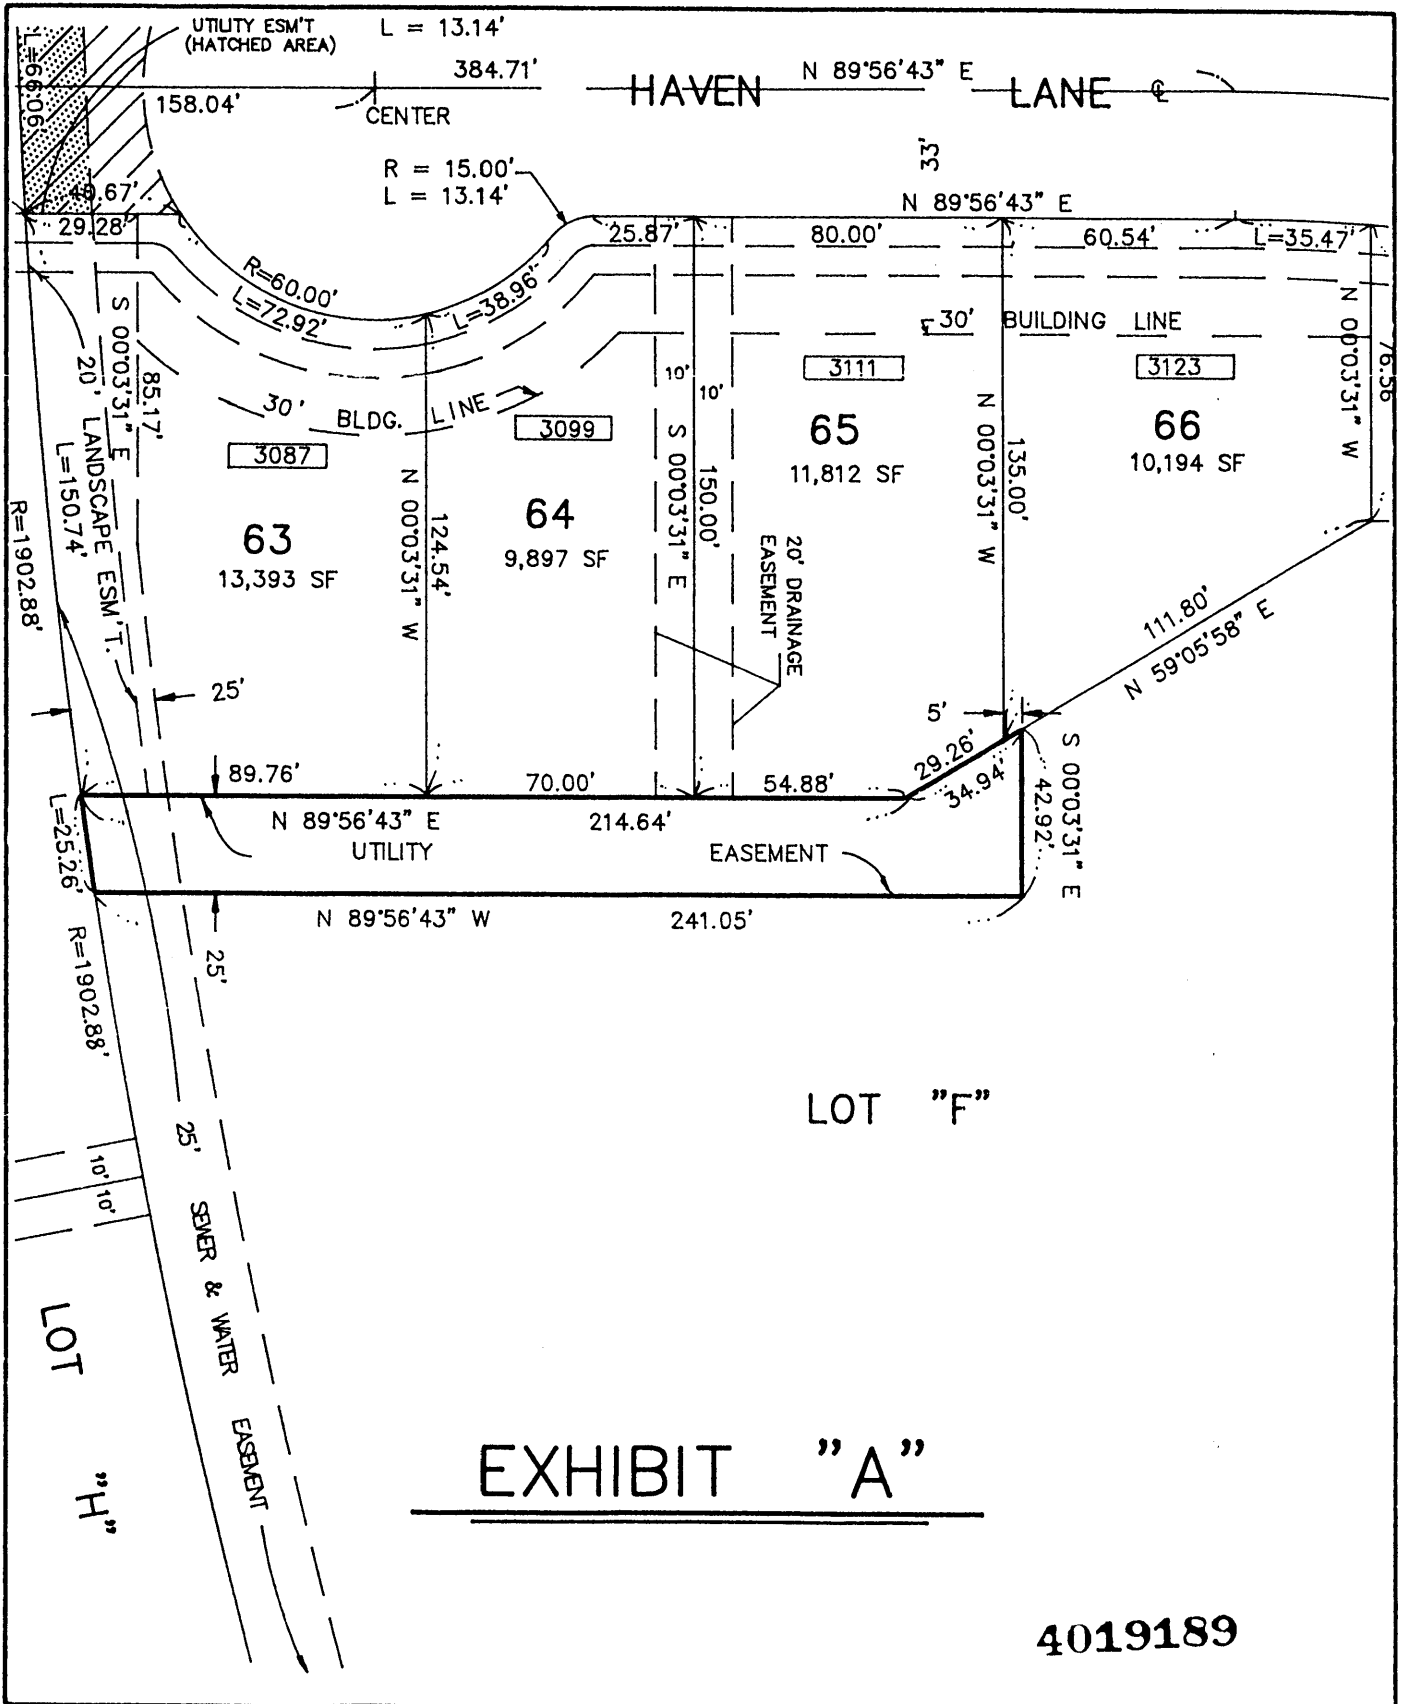 UTILITY ESM'T
(HATCHED AREA)
L = 13.14'
L=66.06'
384.71'
158.04'
CENTER
HAVEN LANE ℄
N 89°56'43" E
R = 15.00'
L = 13.14'
33'
N 89°56'43" E
29.28'
25.87'
80.00'
60.54'
L=35.47'
R=60.00'
L=72.92'
L=38.96'
S 00°03'31" E
85.17'
20' LANDSCAPE ESM'T.
L=150.74'
R=1902.88'
30' BLDG. LINE
30' BUILDING LINE
3087
3099
3111
3123
63
13,393 SF
64
9,897 SF
65
11,812 SF
66
10,194 SF
N 00°03'31" W
124.54'
10'
10'
S 00°03'31" E
150.00'
20' DRAINAGE
EASEMENT
N 00°03'31" W
135.00'
N 00°03'31" W
76.56
111.80'
N 59°05'58" E
25'
5'
89.76'
70.00'
54.88'
29.26'
34.94'
S 00°03'31" E
42.92'
N 89°56'43" E
214.64'
UTILITY EASEMENT
L=25.26'
R=1902.88'
N 89°56'43" W
241.05'
25'
LOT "F"
10'
10'
25' SEWER & WATER EASEMENT
LOT "H"
EXHIBIT "A"
4019189